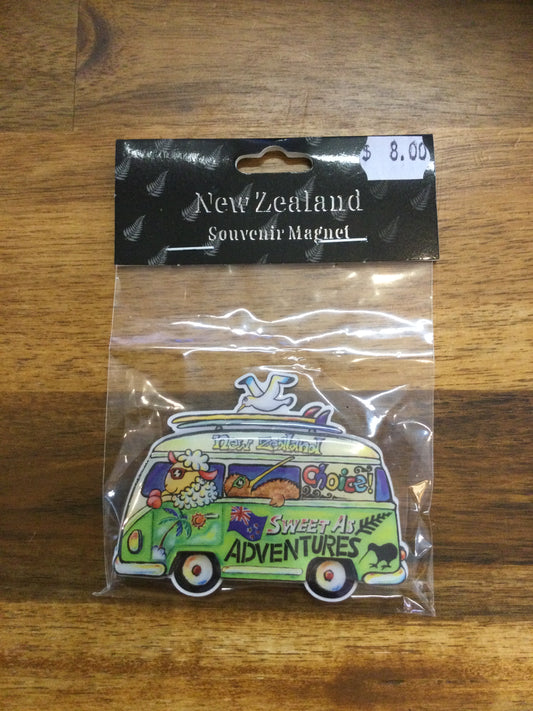 $ 8.00
New Zealand
Souvenir Magnet
New Zealand
Choice!
SWEET AS
ADVENTURES